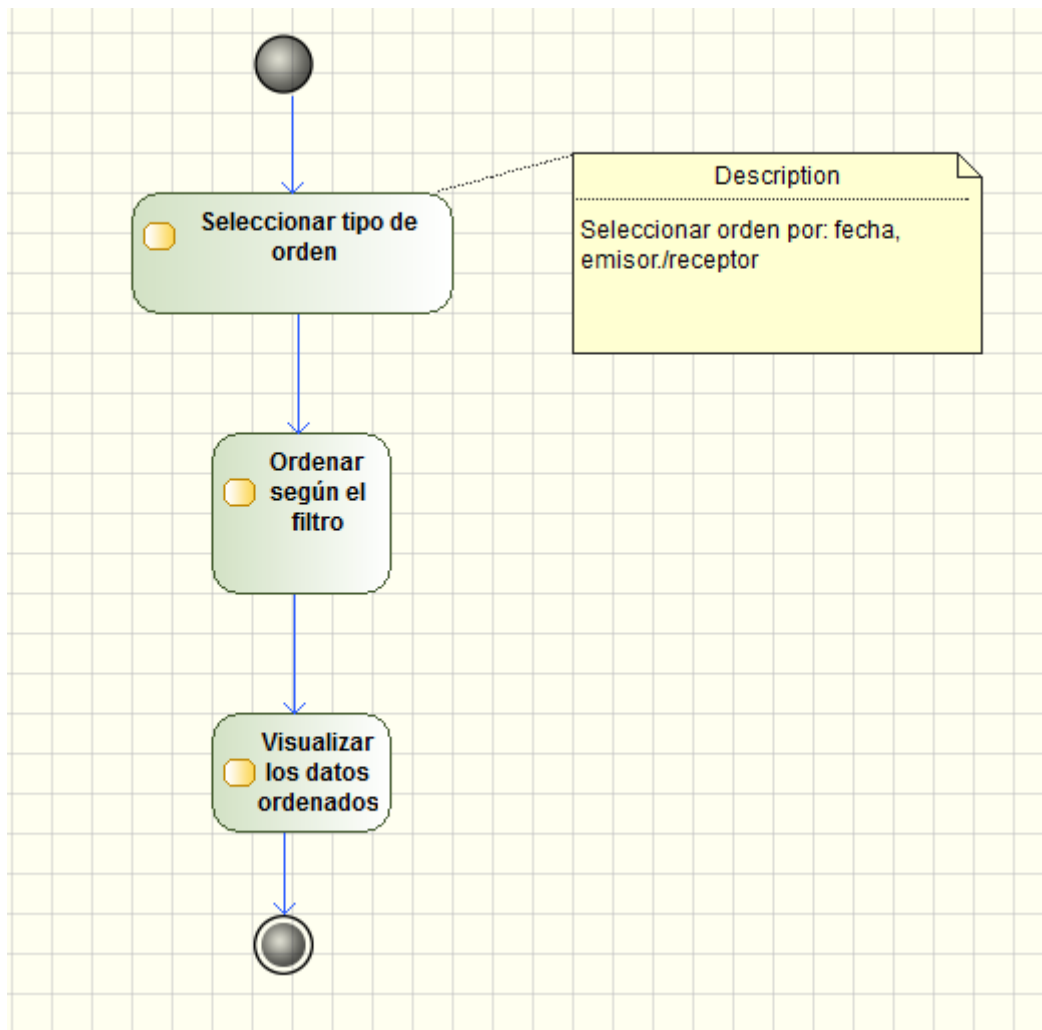 Seleccionar tipo de
orden
Description
Seleccionar orden por: fecha,
emisor./receptor
Ordenar
según el
filtro
Visualizar
los datos
ordenados